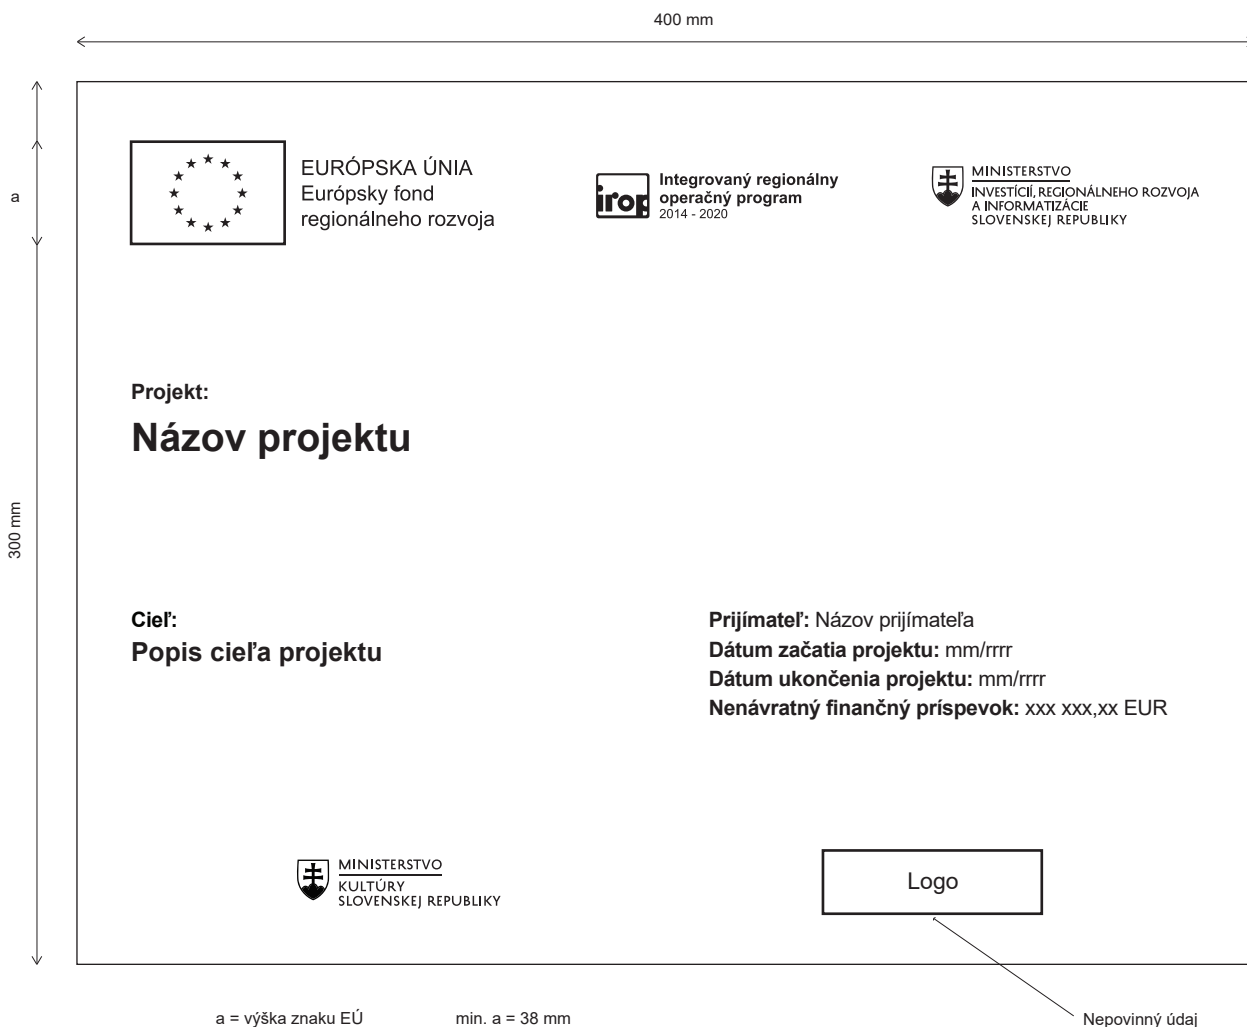 400 mm
a
300 mm
EURÓPSKA ÚNIA
Európsky fond
regionálneho rozvoja
irop
Integrovaný regionálny
operačný program
2014 - 2020
MINISTERSTVO
INVESTÍCIÍ, REGIONÁLNEHO ROZVOJA
A INFORMATIZÁCIE
SLOVENSKEJ REPUBLIKY
Projekt:
Názov projektu
Cieľ:
Popis cieľa projektu
Prijímateľ: Názov prijímateľa
Dátum začatia projektu: mm/rrrr
Dátum ukončenia projektu: mm/rrrr
Nenávratný finančný príspevok: xxx xxx,xx EUR
MINISTERSTVO
KULTÚRY
SLOVENSKEJ REPUBLIKY
Logo
a = výška znaku EÚ
min. a = 38 mm
Nepovinný údaj